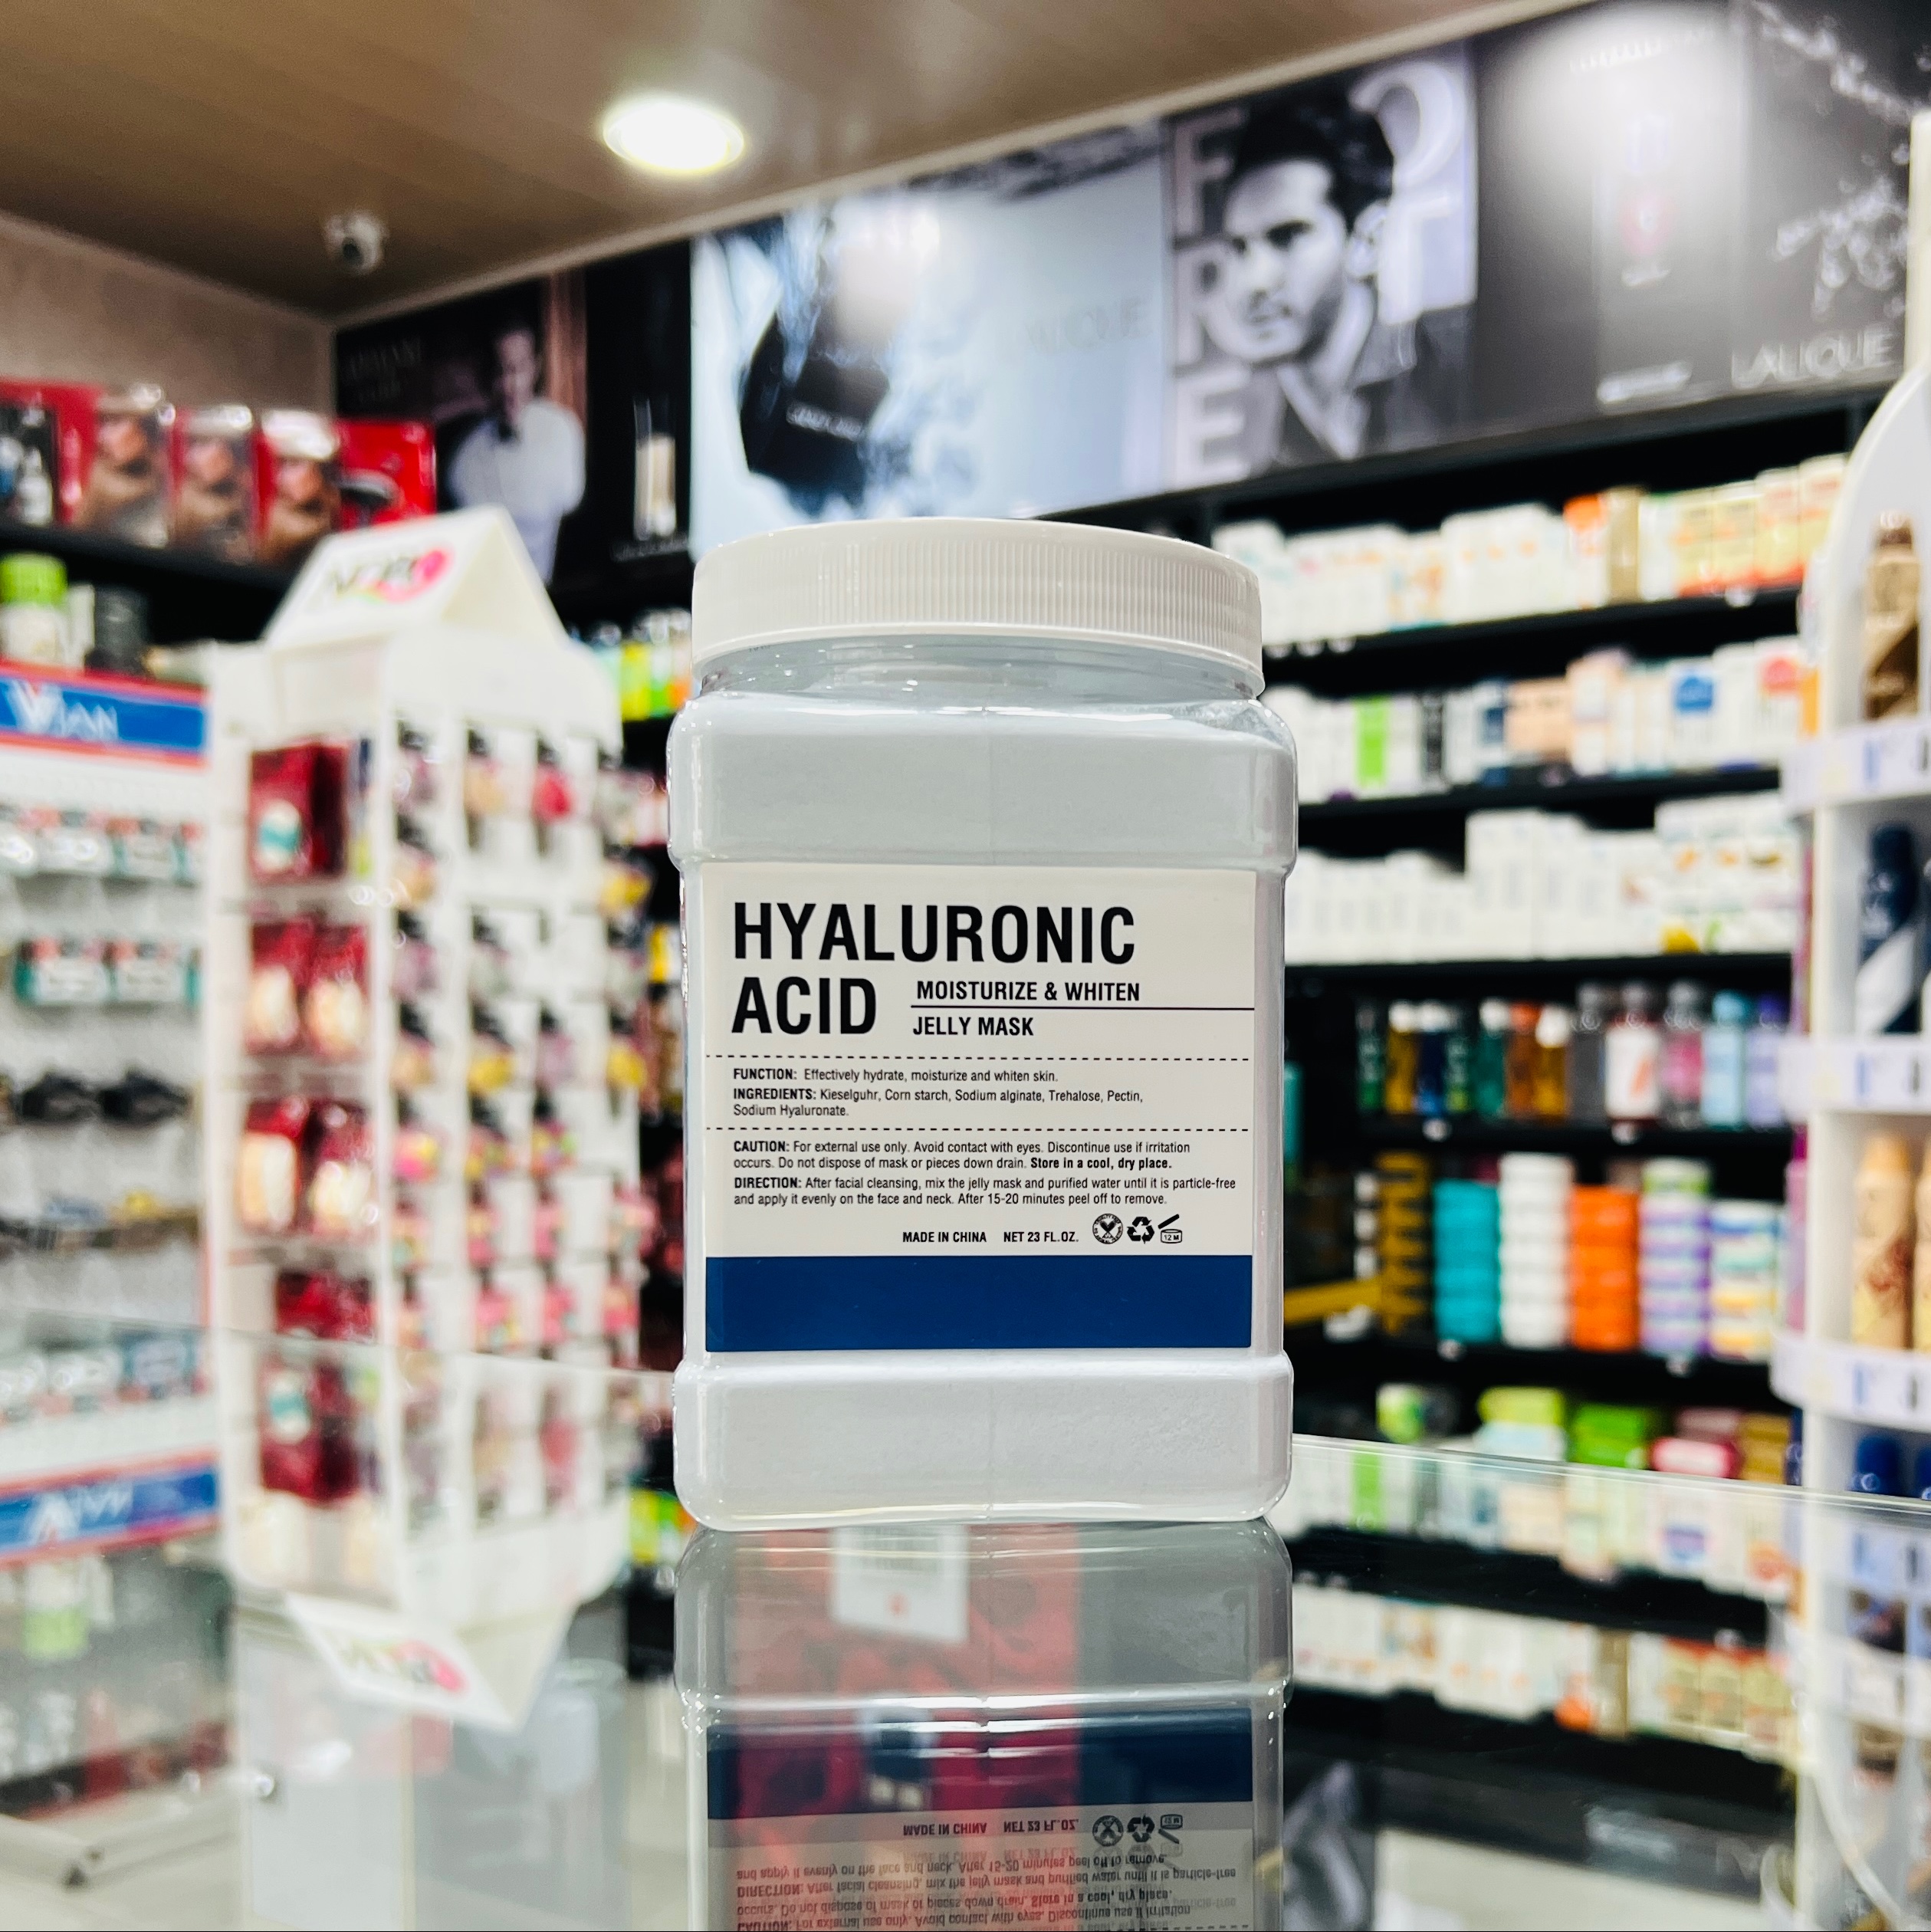 FORET
LALIQUE
LALIQUE
VIJAN
HYALURONIC
ACID
MOISTURIZE & WHITEN
JELLY MASK
FUNCTION: Effectively hydrate, moisturize and whiten skin.
INGREDIENTS: Kieselguhr, Corn starch, Sodium alginate, Trehalose, Pectin,
Sodium Hyaluronate.
CAUTION: For external use only. Avoid contact with eyes. Discontinue use if irritation
occurs. Do not dispose of mask or pieces down drain. Store in a cool, dry place.
DIRECTION: After facial cleansing, mix the jelly mask and purified water until it is particle-free
and apply it evenly on the face and neck. After 15-20 minutes peel off to remove.
MADE IN CHINA NET 23 FL.OZ. 12 M